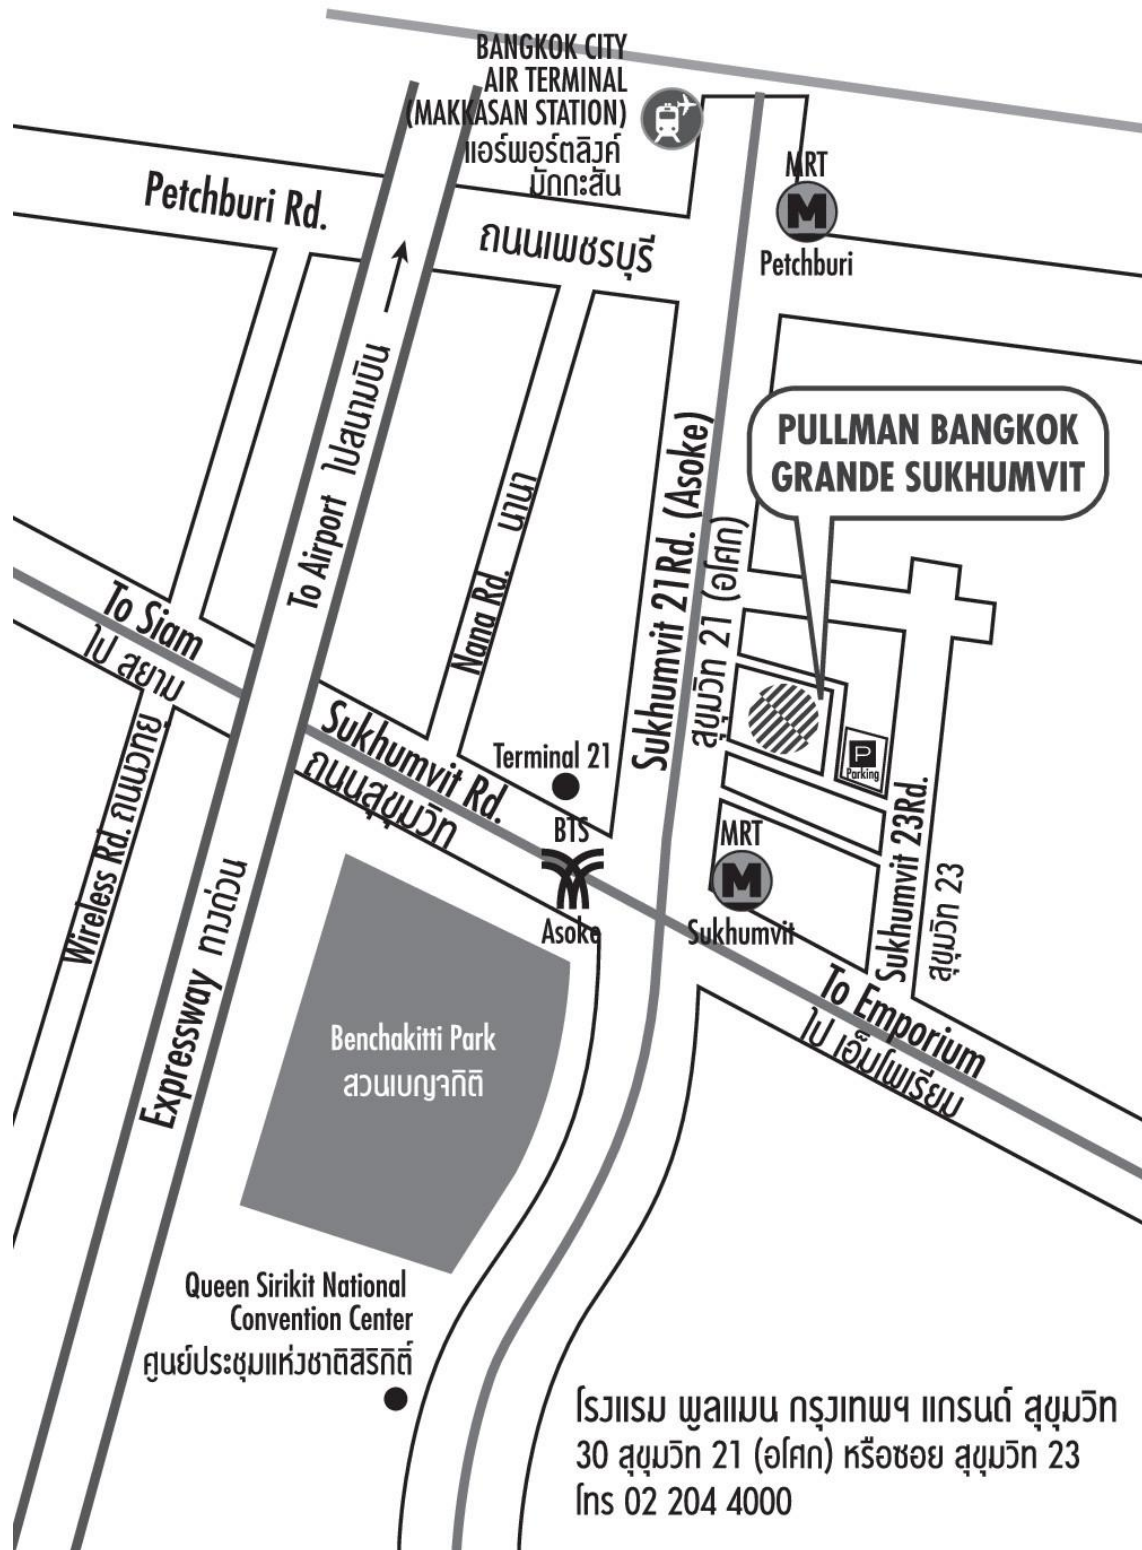 BANGKOK CITY
AIR TERMINAL
(MAKKASAN STATION)
แอร์พอร์ตลิงค์
มักกะสัน
MRT
M
Petchburi
Petchburi Rd.
ถนนเพชรบุรี
To Airport ไปสนามบิน
PULLMAN BANGKOK
GRANDE SUKHUMVIT
Nana Rd. นานา
Sukhumvit 21Rd. (Asoke)
สุขุมวิท 21 (อโศก)
To Siam
ไป สยาม
Sukhumvit Rd.
ถนนสุขุมวิท
Terminal 21
BTS
Asoke
P
Parking
MRT
M
Sukhumvit
Sukhumvit 23Rd.
สุขุมวิท 23
Wireless Rd. ถนนวิทยุ
Expressway ทางด่วน
To Emporium
ไป เอ็มโพเรียม
Benchakitti Park
สวนเบญจกิติ
Queen Sirikit National
Convention Center
ศูนย์ประชุมแห่งชาติสิริกิติ์
โรงแรม พูลแมน กรุงเทพฯ แกรนด์ สุขุมวิท
30 สุขุมวิท 21 (อโศก) หรือซอย สุขุมวิท 23
โทร 02 204 4000